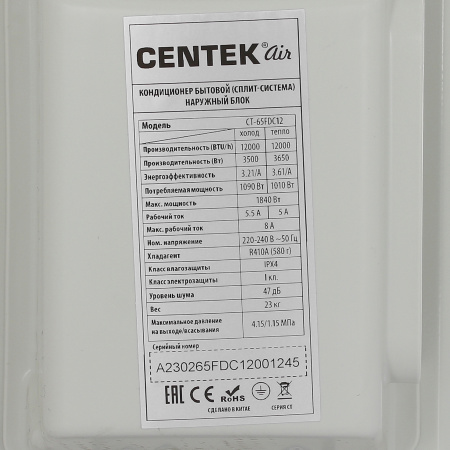 CENTEK® air
КОНДИЦИОНЕР БЫТОВОЙ (СПЛИТ-СИСТЕМА)
НАРУЖНЫЙ БЛОК
Модель CT-65FDC12
холод тепло
Производительность (BTU/h) 12000 12000
Производительность (Вт) 3500 3650
Энергоэффективность 3.21/A 3.61/A
Потребляемая мощность 1090 Вт 1010 Вт
Макс. мощность 1840 Вт
Рабочий ток 5.5 А 5 А
Макс. рабочий ток 8 А
Ном. напряжение 220-240 В ~50 Гц
Хладагент R410A (580 г)
Класс влагозащиты IPX4
Класс электрозащиты 1 кл.
Уровень шума 47 дБ
Вес 23 кг
Максимальное давление
на выходе/всасывания 4.15/1.15 МПа
Серийный номер
A230265FDC12001245
EAC CE RoHS
СДЕЛАНО В КИТАЕ СЕРИЯ CT